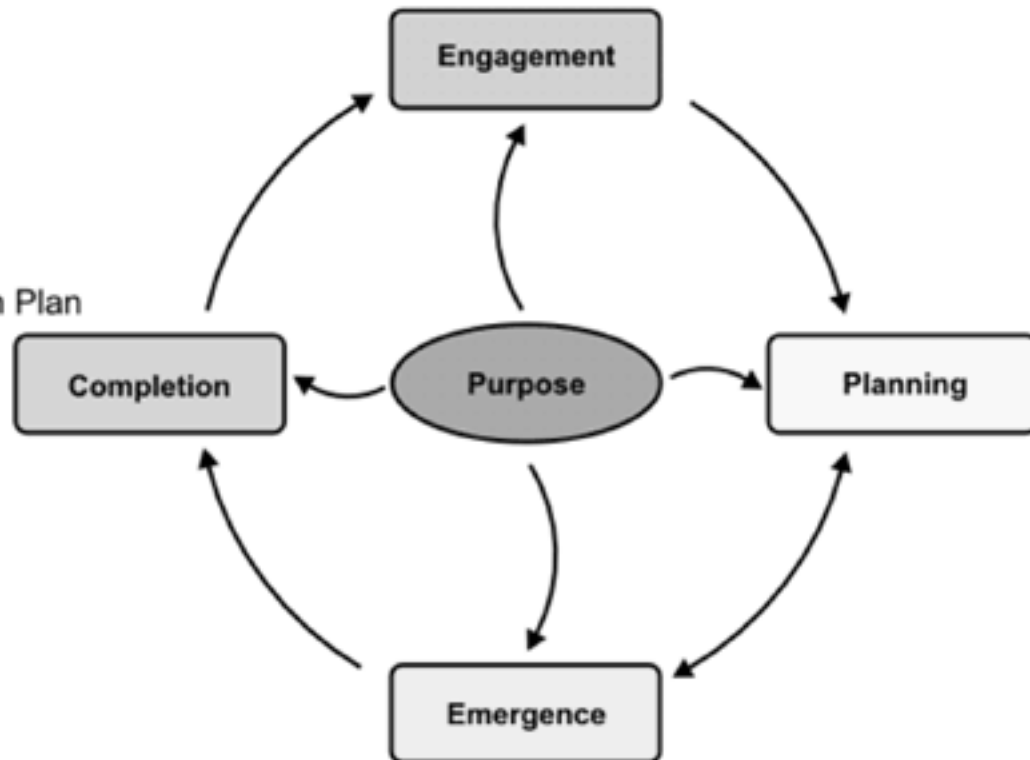 Engagement
Plan
Completion
Purpose
Planning
Emergence